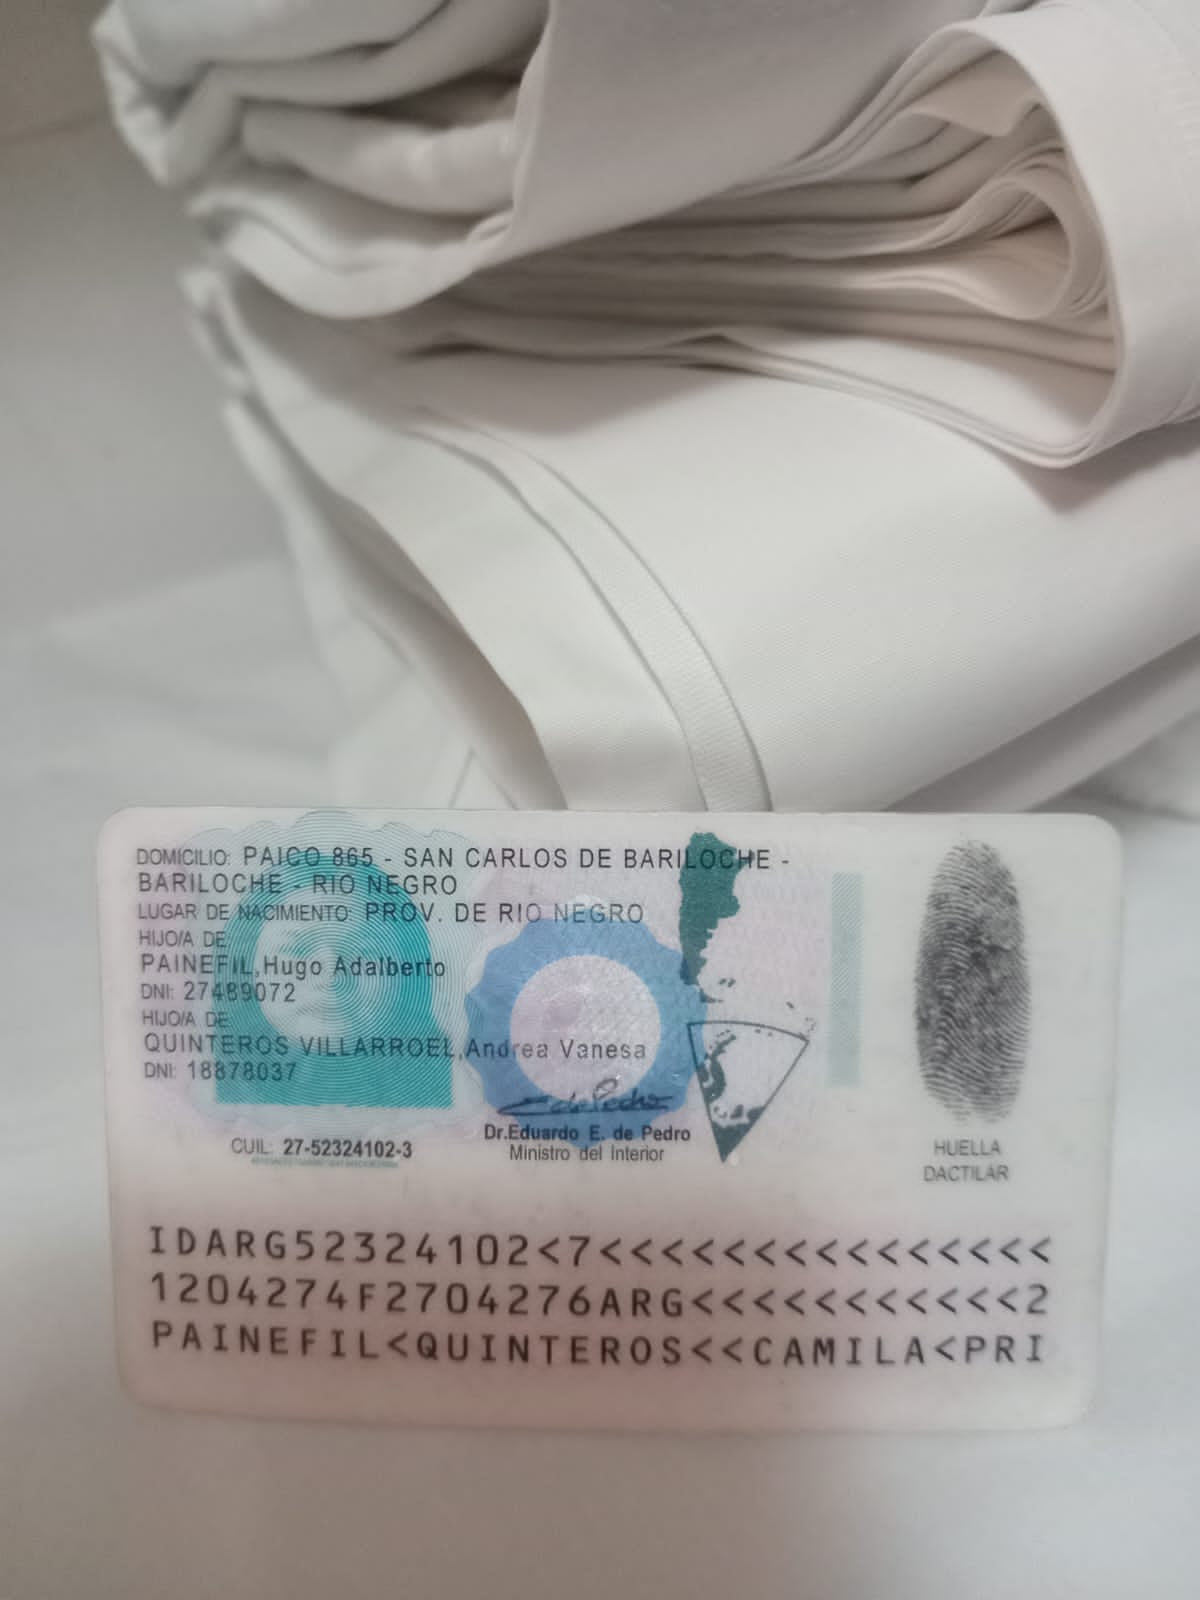 DOMICILIO: PAICO 865 - SAN CARLOS DE BARILOCHE -
BARILOCHE - RIO NEGRO
LUGAR DE NACIMIENTO: PROV. DE RIO NEGRO
HIJO/A DE
PAINEFIL,Hugo Adalberto
DNI: 27489072
HIJO/A DE
QUINTEROS VILLARROEL,Andrea Vanesa
DNI: 18878037
CUIL: 27-52324102-3
Dr.Eduardo E. de Pedro
Ministro del Interior
HUELLA
DACTILAR
IDARG52324102<7<<<<<<<<<<<<<<<
1204274F2704276ARG<<<<<<<<<<<2
PAINEFIL<QUINTEROS<<CAMILA<PRI